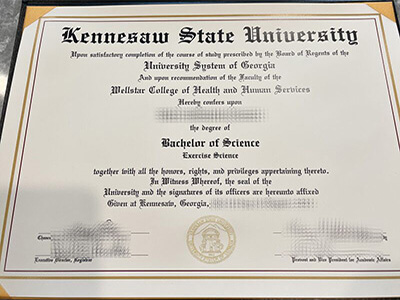 Kennesaw State University
Upon satisfactory completion of the course of study prescribed by the Board of Regents of the
University System of Georgia
And upon recommendation of the Faculty of the
Wellstar College of Health and Human Services
Hereby confers upon
the degree of
Bachelor of Science
Exercise Science
together with all the honors, rights, and privileges appertaining thereto.
In Witness Whereof, the seal of the
University and the signatures of its officers are hereunto affixed
Given at Kennesaw, Georgia,
Executive Director, Registrar
Provost and Vice President for Academic Affairs